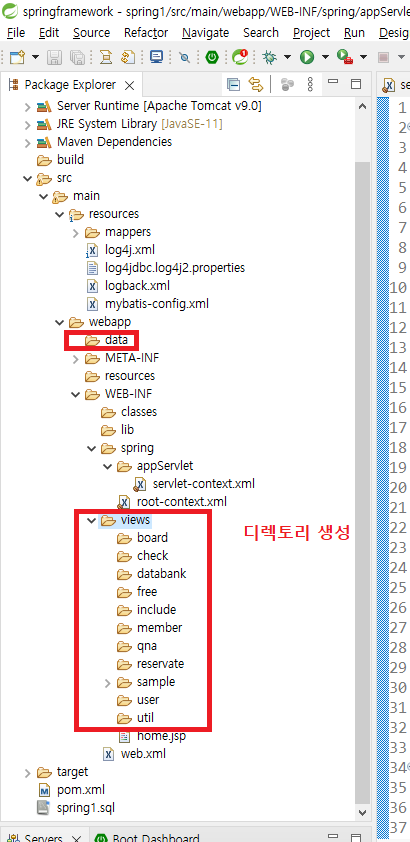 springframework - spring1/src/main/webapp/WEB-INF/spring/appServlet
File Edit Source Refactor Navigate Search Project Run Design
Package Explorer
Server Runtime [Apache Tomcat v9.0]
JRE System Library [JavaSE-11]
Maven Dependencies
build
src
main
resources
mappers
log4j.xml
log4jdbc.log4j2.properties
logback.xml
mybatis-config.xml
webapp
data
META-INF
resources
WEB-INF
classes
lib
spring
appServlet
servlet-context.xml
root-context.xml
views
디렉토리 생성
board
check
databank
free
include
member
qna
reservate
sample
user
util
home.jsp
web.xml
target
pom.xml
spring1.sql
Servers
Boot Dashboard
se
1
2
3
4
5
6
7
8
9
10
11
12
13
14
15
16
17
18
19
20
21
22
23
24
25
26
27
28
29
30
31
32
33
34
35
36
37